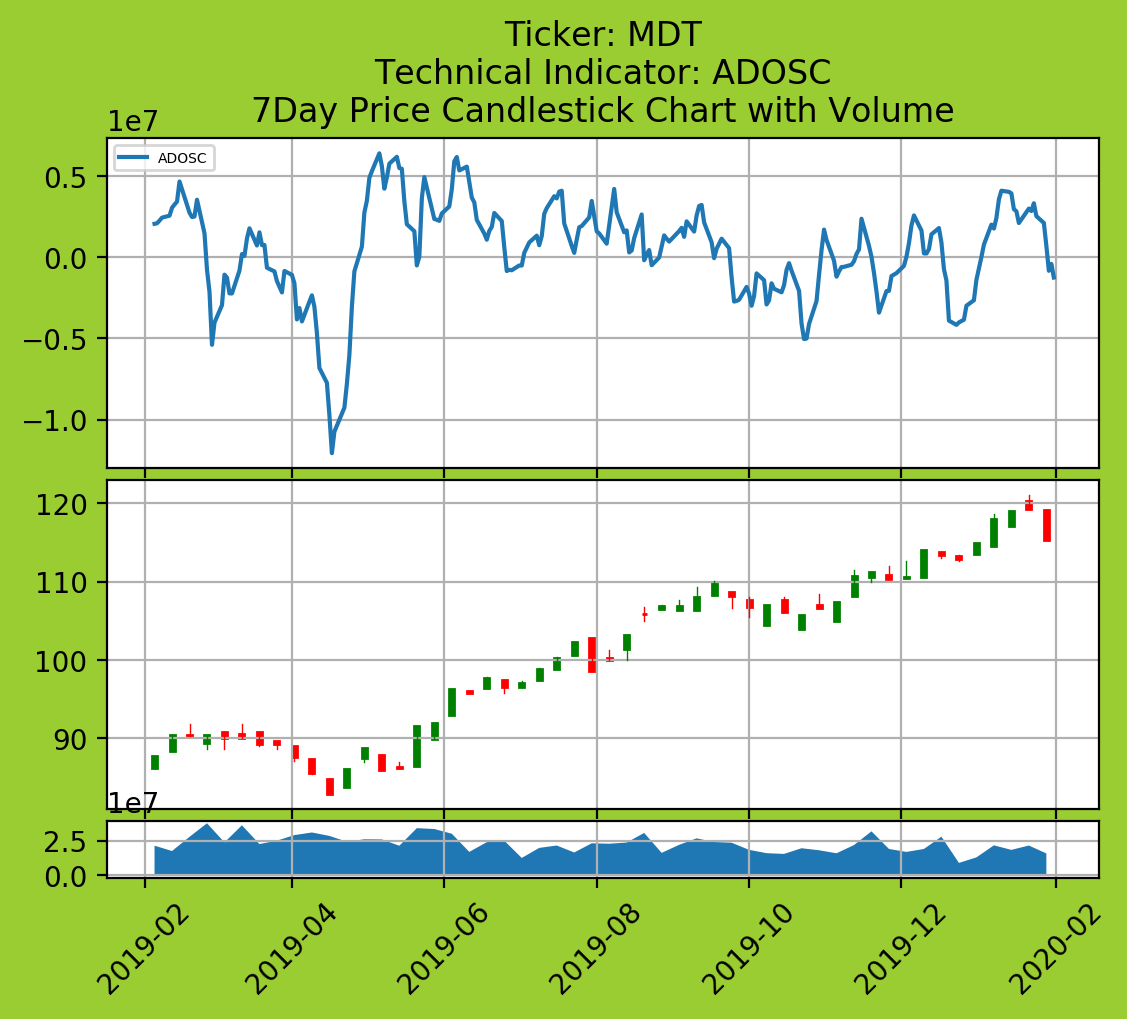 Ticker: MDT
Technical Indicator: ADOSC
7Day Price Candlestick Chart with Volume
1e7
ADOSC
0.5
0.0
−0.5
−1.0
120
110
100
90
1e7
2.5
0.0
2019-02
2019-04
2019-06
2019-08
2019-10
2019-12
2020-02